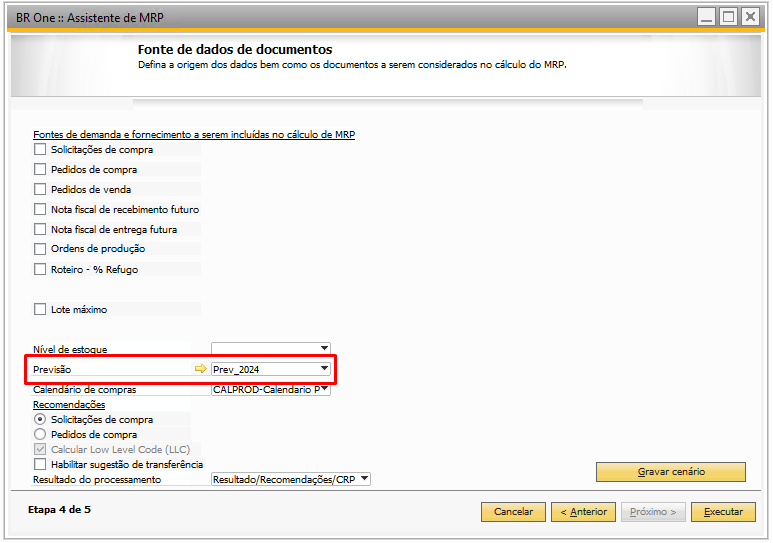 BR One :: Assistente de MRP
Fonte de dados de documentos
Defina a origem dos dados bem como os documentos a serem considerados no cálculo do MRP.
Fontes de demanda e fornecimento a serem incluídas no cálculo de MRP
Solicitações de compra
Pedidos de compra
Pedidos de venda
Nota fiscal de recebimento futuro
Nota fiscal de entrega futura
Ordens de produção
Roteiro - % Refugo
Lote máximo
Nível de estoque
Previsão Prev_2024
Calendário de compras CALPROD-Calendario P
Recomendações
Solicitações de compra
Pedidos de compra
Calcular Low Level Code (LLC)
Habilitar sugestão de transferência
Resultado do processamento Resultado/Recomendações/CRP
Gravar cenário
Etapa 4 de 5
Cancelar
< Anterior
Próximo >
Executar